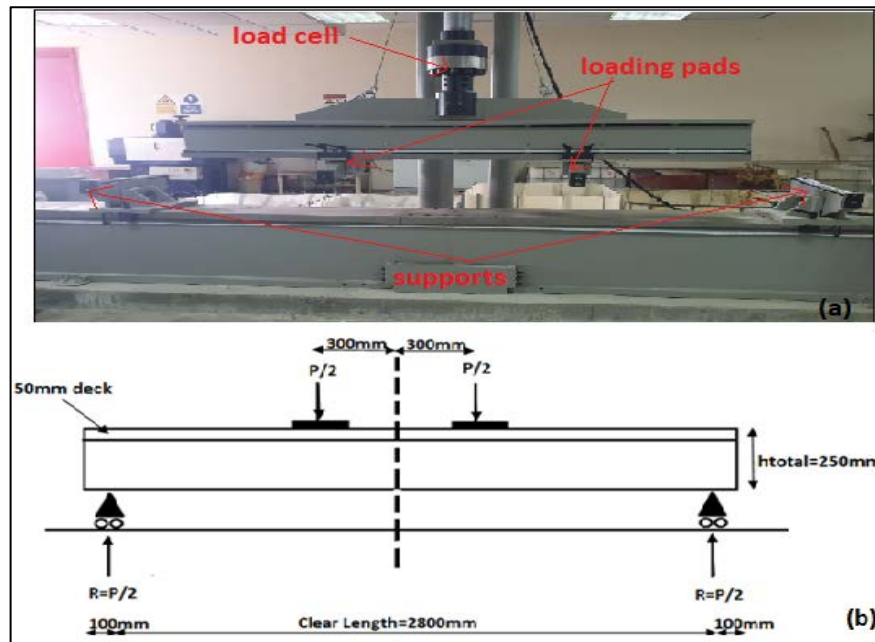 load cell
loading pads
supports
(a)
300mm 300mm
P/2 P/2
50mm deck
htotal=250mm
R=P/2 R=P/2
100mm Clear Length=2800mm 100mm
(b)